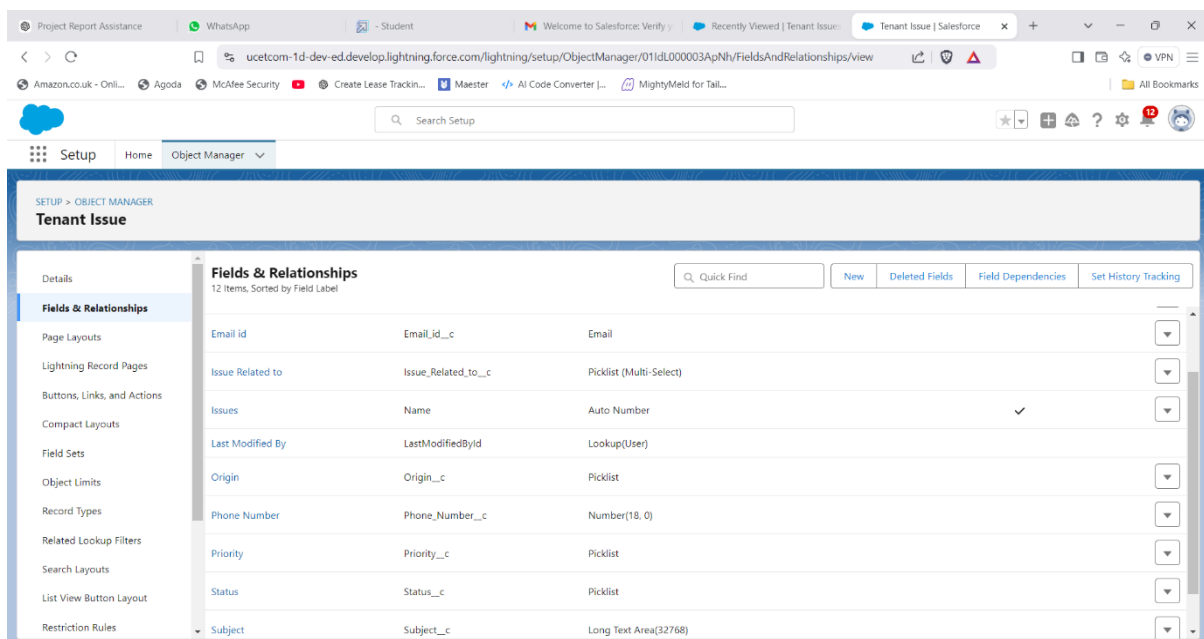 Project Report Assistance
WhatsApp
- Student
Welcome to Salesforce: Verify y
Recently Viewed | Tenant Issues
Tenant Issue | Salesforce
ucetcom-1d-dev-ed.develop.lightning.force.com/lightning/setup/ObjectManager/01IdL000003ApNh/FieldsAndRelationships/view
VPN
Amazon.co.uk - Onli...
Agoda
McAfee Security
Create Lease Trackin...
Maester
AI Code Converter |...
MightyMeld for Tail...
All Bookmarks
Search Setup
12
Setup
Home
Object Manager
SETUP > OBJECT MANAGER
Tenant Issue
Details
Fields & Relationships
Page Layouts
Lightning Record Pages
Buttons, Links, and Actions
Compact Layouts
Field Sets
Object Limits
Record Types
Related Lookup Filters
Search Layouts
List View Button Layout
Restriction Rules
Fields & Relationships
12 Items, Sorted by Field Label
Quick Find
New
Deleted Fields
Field Dependencies
Set History Tracking
Email id Email_id__c Email
Issue Related to Issue_Related_to__c Picklist (Multi-Select)
Issues Name Auto Number
Last Modified By LastModifiedById Lookup(User)
Origin Origin__c Picklist
Phone Number Phone_Number__c Number(18, 0)
Priority Priority__c Picklist
Status Status__c Picklist
Subject Subject__c Long Text Area(32768)